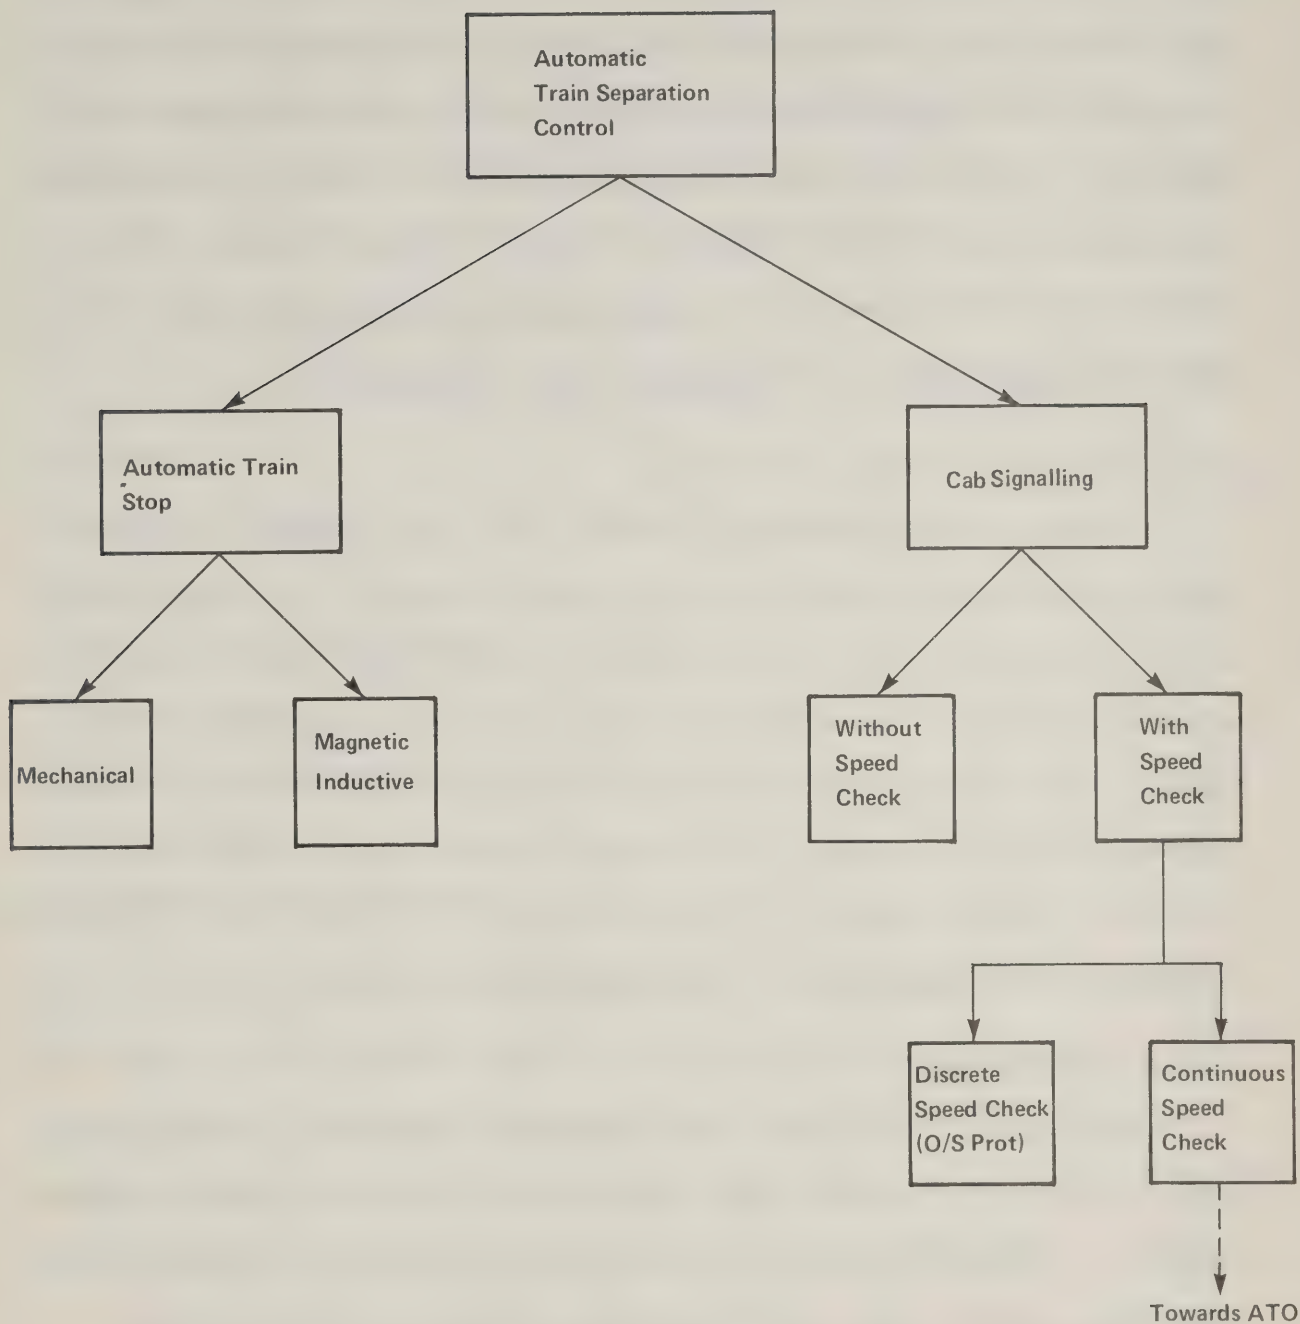 Automatic
Train Separation
Control
Automatic Train
Stop
Cab Signalling
Mechanical
Magnetic
Inductive
Without
Speed
Check
With
Speed
Check
Discrete
Speed Check
(O/S Prot)
Continuous
Speed
Check
Towards ATO